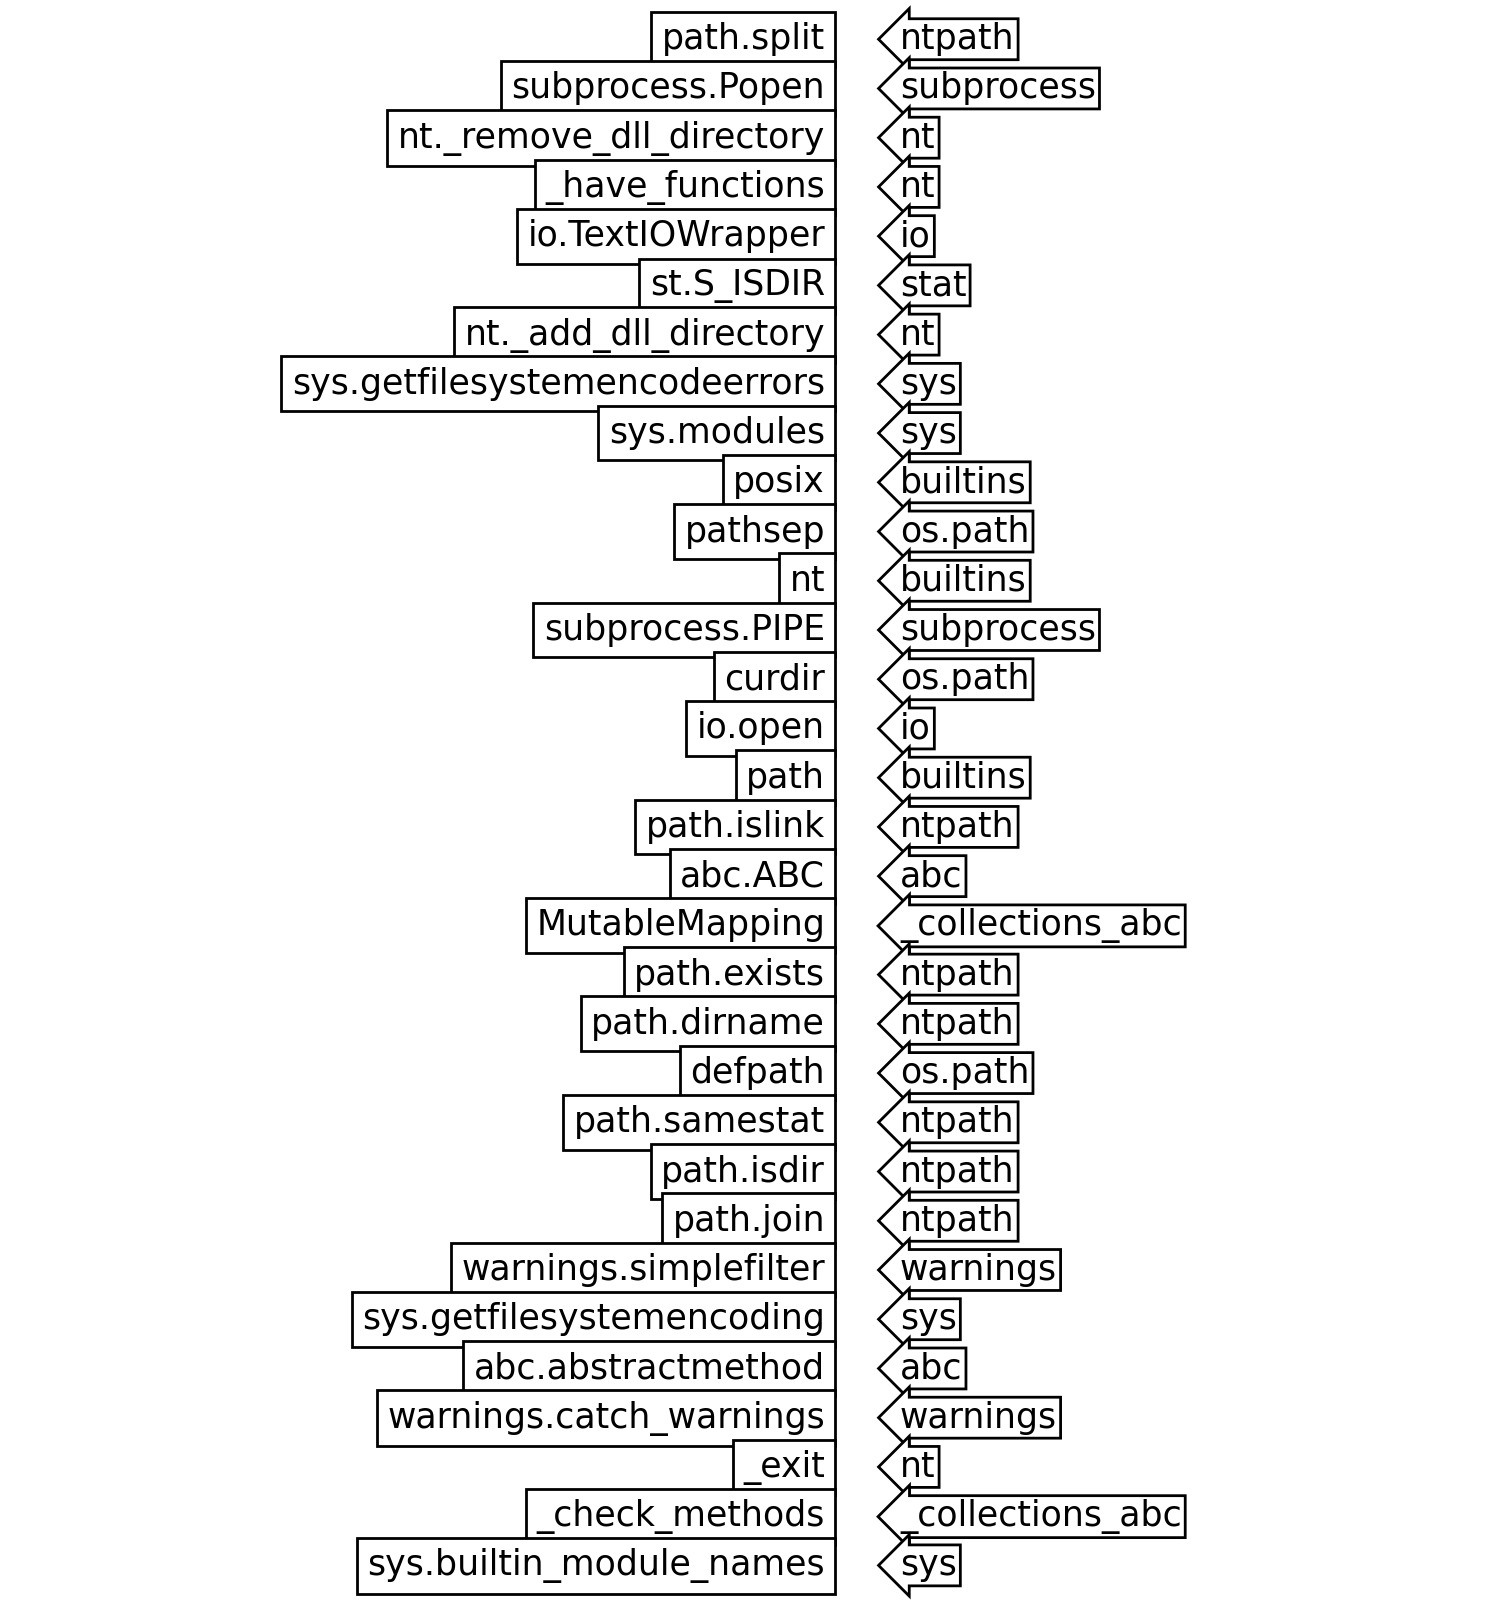 path.split ntpath
subprocess.Popen subprocess
nt._remove_dll_directory nt
_have_functions nt
io.TextIOWrapper io
st.S_ISDIR stat
nt._add_dll_directory nt
sys.getfilesystemencodeerrors sys
sys.modules sys
posix builtins
pathsep os.path
nt builtins
subprocess.PIPE subprocess
curdir os.path
io.open io
path builtins
path.islink ntpath
abc.ABC abc
MutableMapping _collections_abc
path.exists ntpath
path.dirname ntpath
defpath os.path
path.samestat ntpath
path.isdir ntpath
path.join ntpath
warnings.simplefilter warnings
sys.getfilesystemencoding sys
abc.abstractmethod abc
warnings.catch_warnings warnings
_exit nt
_check_methods _collections_abc
sys.builtin_module_names sys